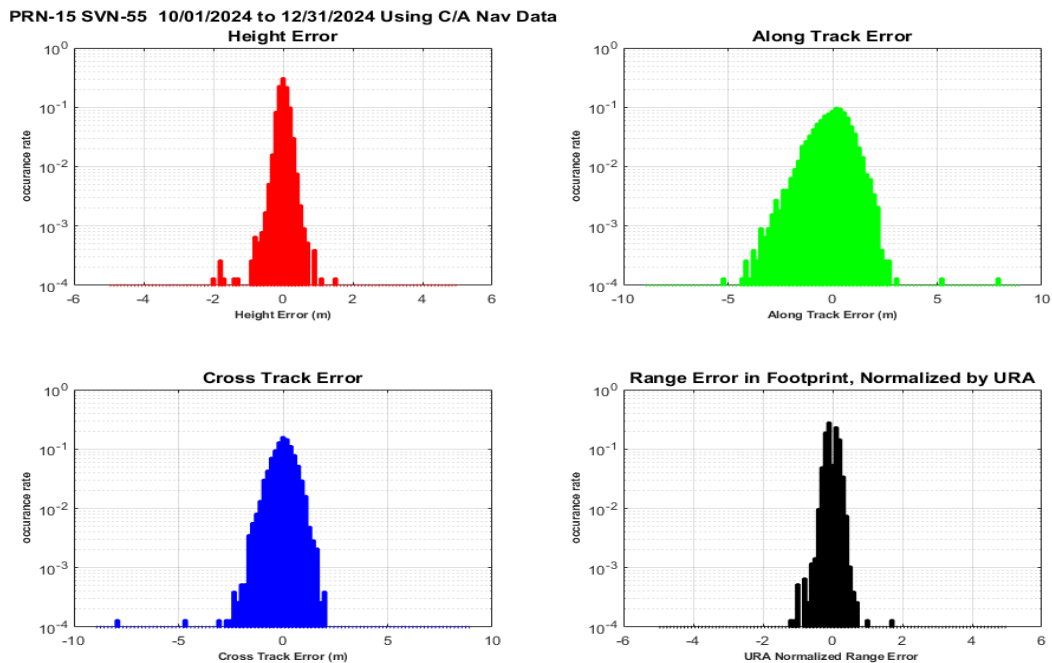 PRN-15 SVN-55  10/01/2024 to 12/31/2024 Using C/A Nav Data
Height Error
10^0
10^-1
10^-2
10^-3
10^-4
occurance rate
-6 -4 -2 0 2 4 6
Height Error (m)
Along Track Error
10^0
10^-1
10^-2
10^-3
10^-4
occurance rate
-10 -5 0 5 10
Along Track Error (m)
Cross Track Error
10^0
10^-1
10^-2
10^-3
10^-4
occurance rate
-10 -5 0 5 10
Cross Track Error (m)
Range Error in Footprint, Normalized by URA
10^0
10^-1
10^-2
10^-3
10^-4
occurance rate
-6 -4 -2 0 2 4 6
URA Normalized Range Error